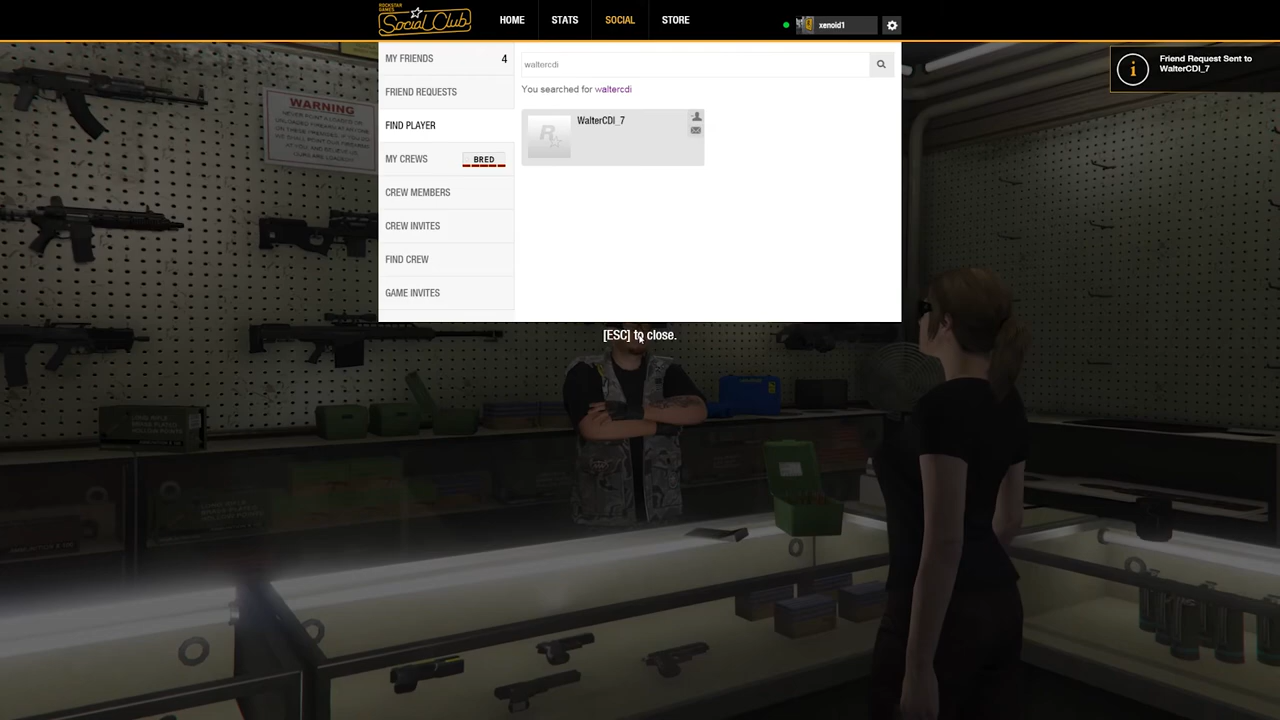 ROCKSTAR
GAMES
Social Club
HOME
STATS
SOCIAL
STORE
xenoid1
MY FRIENDS 4
FRIEND REQUESTS
FIND PLAYER
MY CREWS BRED
CREW MEMBERS
CREW INVITES
FIND CREW
GAME INVITES
waltercdi
You searched for waltercdi
WalterCDI_7
[ESC] to close.
Friend Request Sent to
WalterCDI_7
WARNING